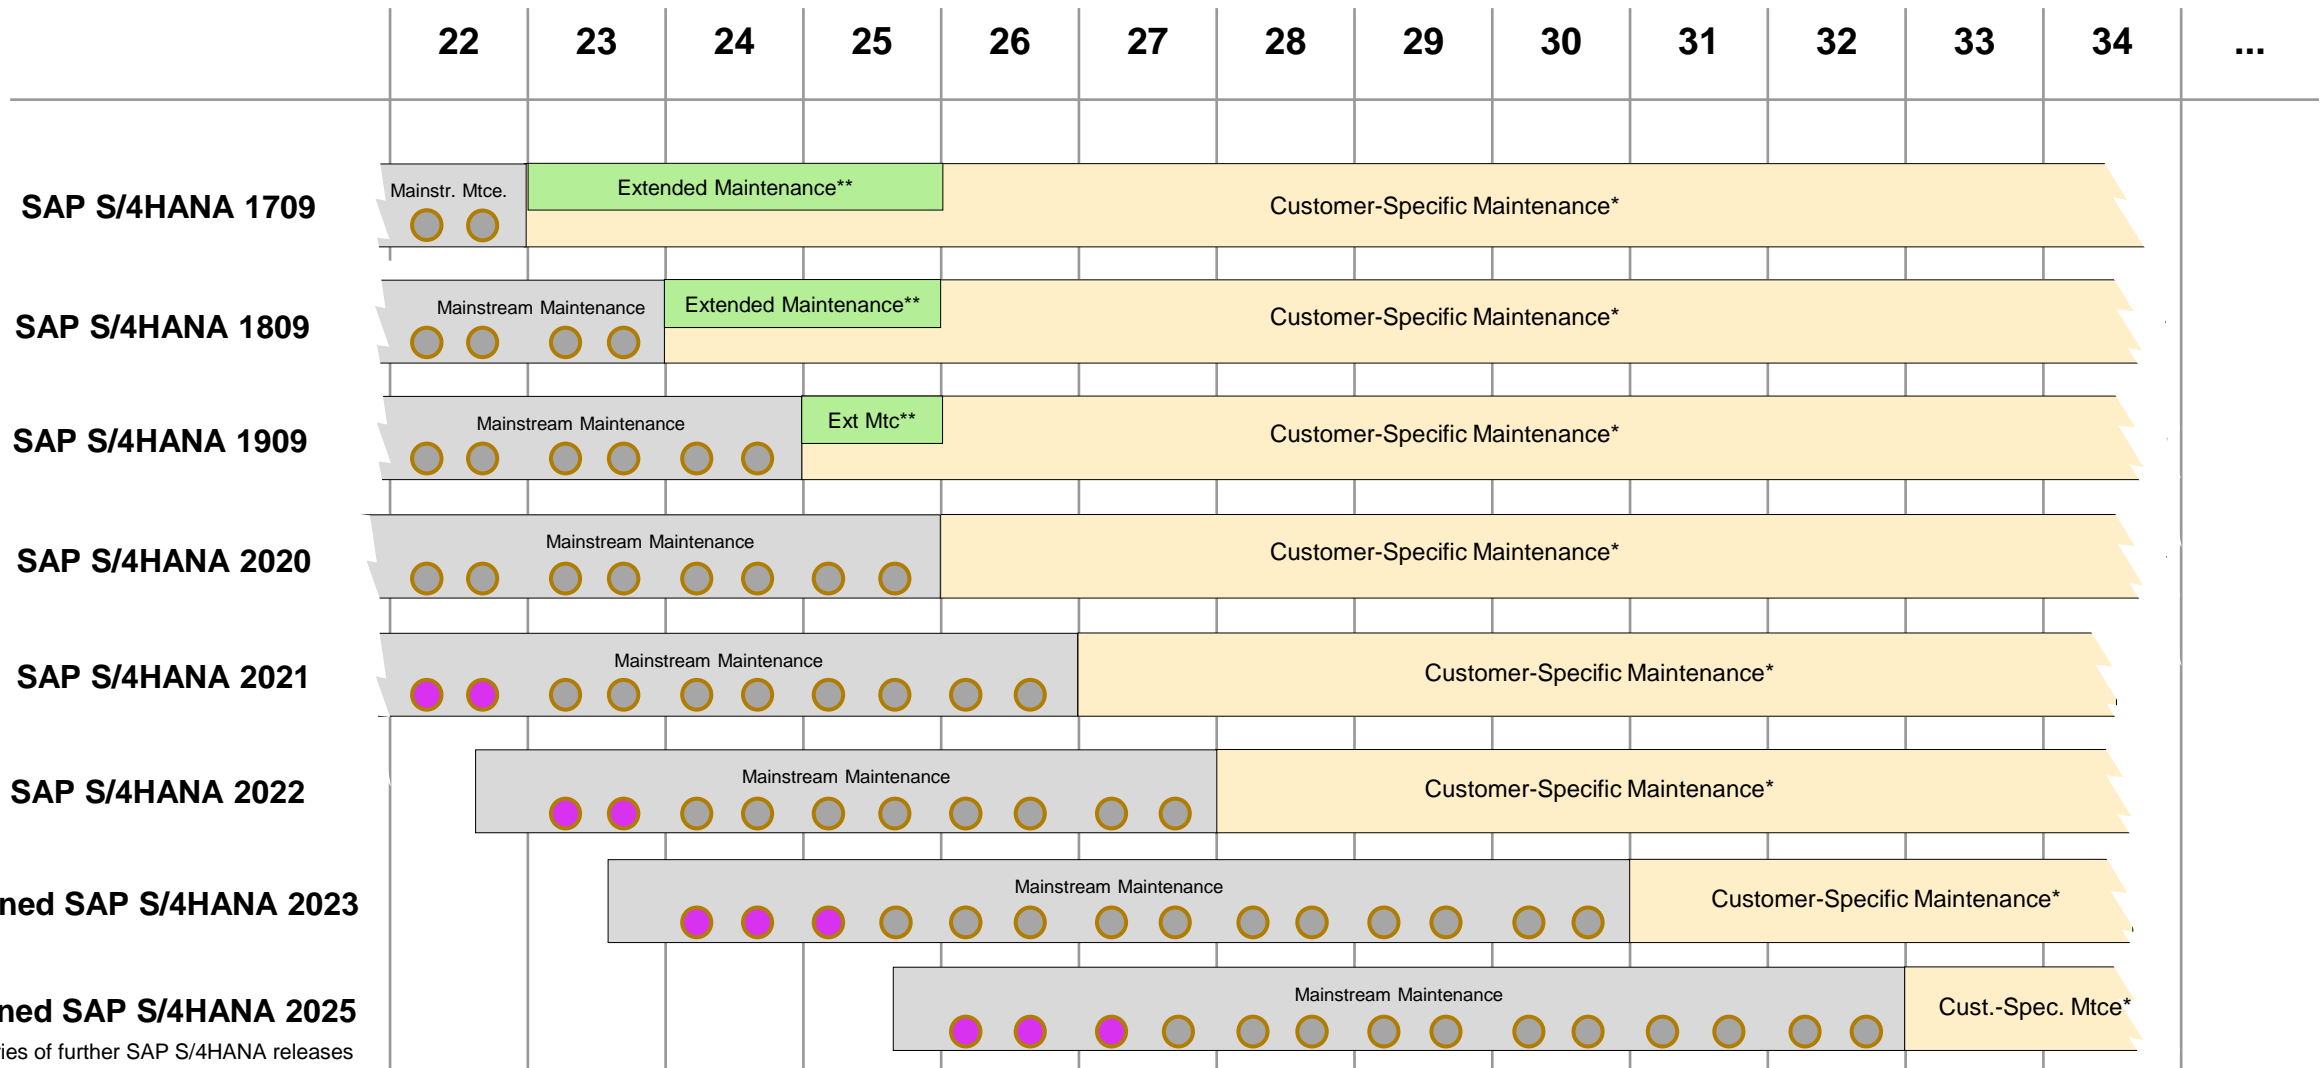 22 23 24 25 26 27 28 29 30 31 32 33 34 ...
SAP S/4HANA 1709
Mainstr. Mtce.
Extended Maintenance**
Customer-Specific Maintenance*
SAP S/4HANA 1809
Mainstream Maintenance
Extended Maintenance**
Customer-Specific Maintenance*
SAP S/4HANA 1909
Mainstream Maintenance
Ext Mtc**
Customer-Specific Maintenance*
SAP S/4HANA 2020
Mainstream Maintenance
Customer-Specific Maintenance*
SAP S/4HANA 2021
Mainstream Maintenance
Customer-Specific Maintenance*
SAP S/4HANA 2022
Mainstream Maintenance
Customer-Specific Maintenance*
SAP S/4HANA 2023
Mainstream Maintenance
Customer-Specific Maintenance*
SAP S/4HANA 2025
Mainstream Maintenance
Cust.-Spec. Mtce*
of further SAP S/4HANA releases